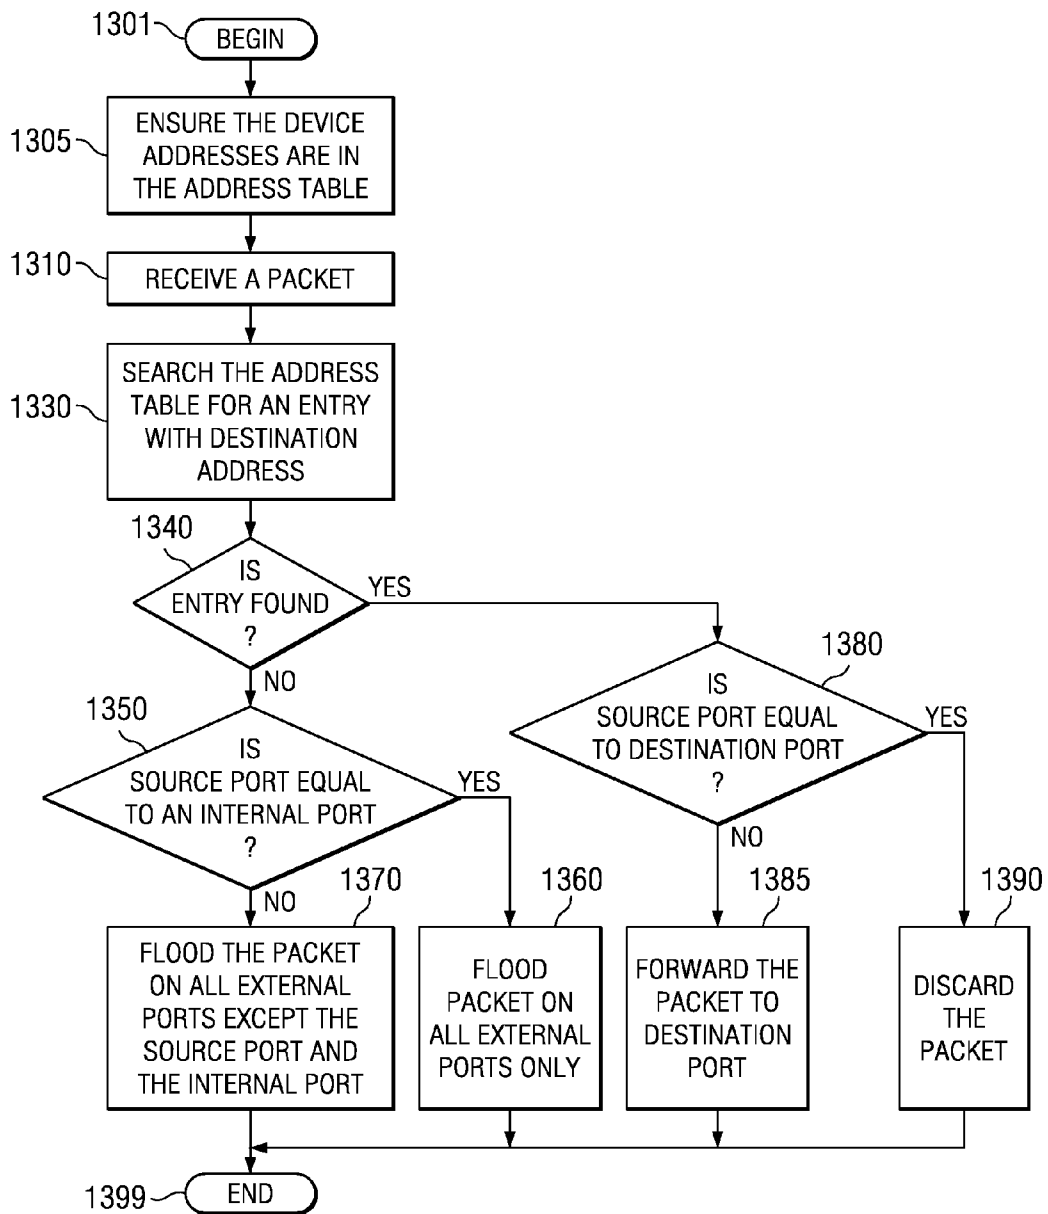 1301
BEGIN
1305
ENSURE THE DEVICE
ADDRESSES ARE IN
THE ADDRESS TABLE
1310
RECEIVE A PACKET
1330
SEARCH THE ADDRESS
TABLE FOR AN ENTRY
WITH DESTINATION
ADDRESS
1340
IS
ENTRY FOUND
?
YES
NO
1380
IS
SOURCE PORT EQUAL
TO DESTINATION PORT
?
YES
NO
1350
IS
SOURCE PORT EQUAL
TO AN INTERNAL PORT
?
YES
NO
1370
FLOOD THE PACKET
ON ALL EXTERNAL
PORTS EXCEPT THE
SOURCE PORT AND
THE INTERNAL PORT
1360
FLOOD
PACKET ON
ALL EXTERNAL
PORTS ONLY
1385
FORWARD THE
PACKET TO
DESTINATION
PORT
1390
DISCARD
THE
PACKET
1399
END